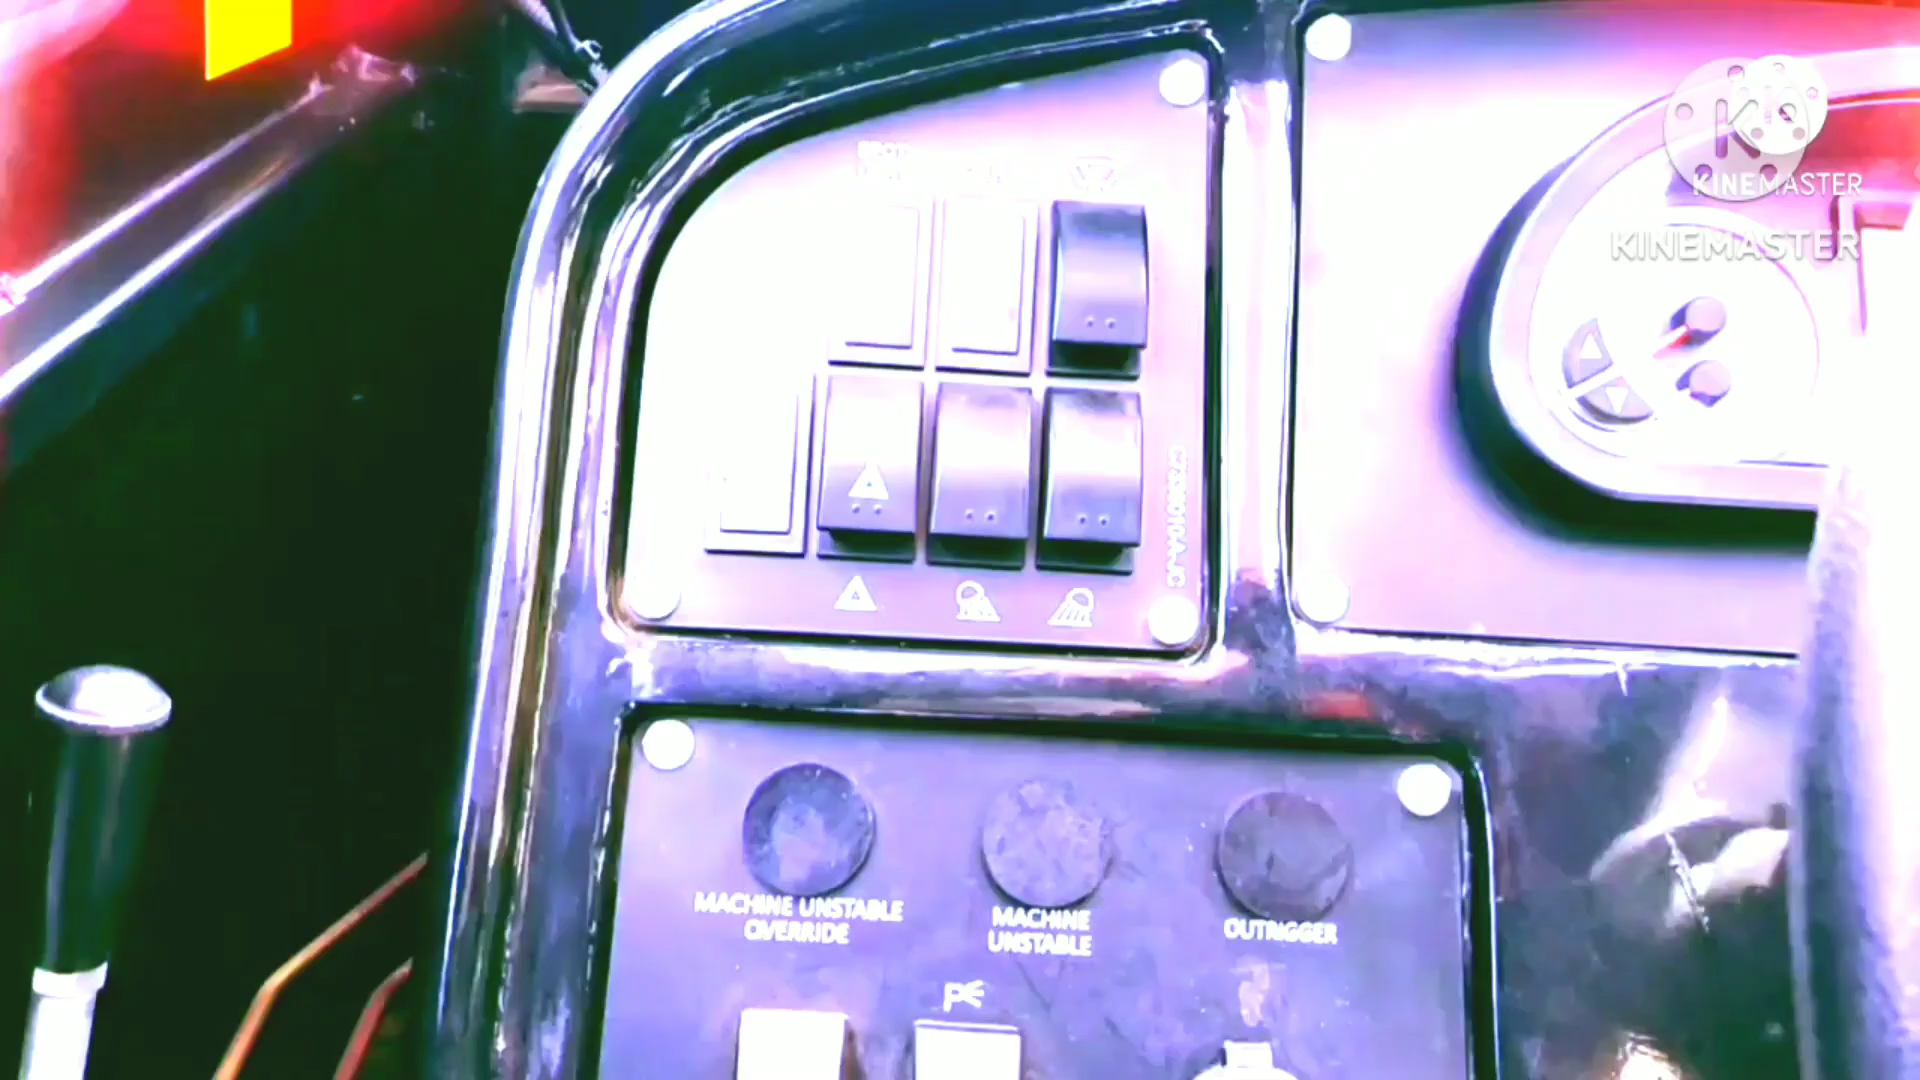 KINEMASTER
KINEMASTER
MACHINE UNSTABLE
OVERRIDE
MACHINE
UNSTABLE
OUTRIGGER